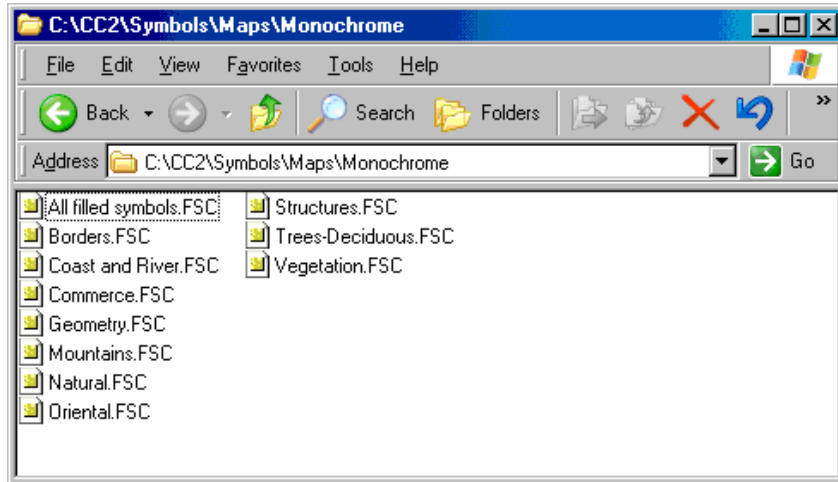 C:\CC2\Symbols\Maps\Monochrome
File Edit View Favorites Tools Help
Back Search Folders »
Address C:\CC2\Symbols\Maps\Monochrome Go
All filled symbols.FSC Structures.FSC
Borders.FSC Trees-Deciduous.FSC
Coast and River.FSC Vegetation.FSC
Commerce.FSC
Geometry.FSC
Mountains.FSC
Natural.FSC
Oriental.FSC